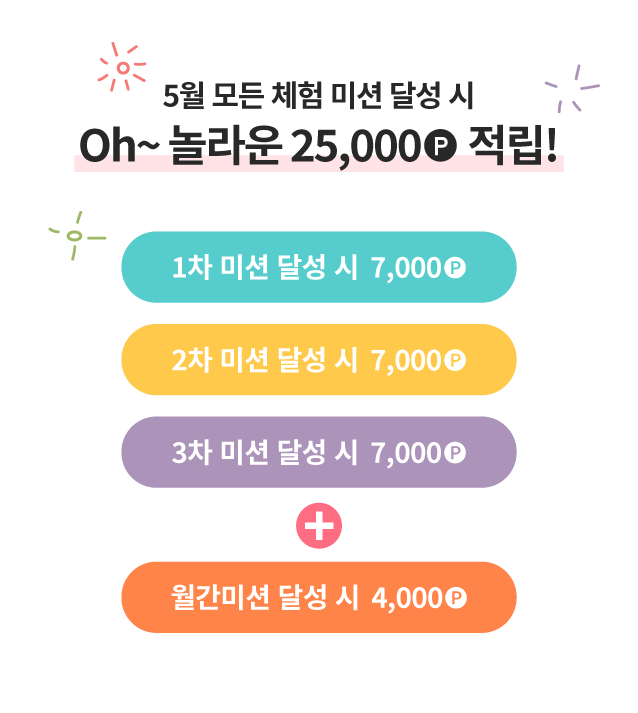 5월 모든 체험 미션 달성 시
Oh~ 놀라운 25,000P 적립!
1차 미션 달성 시 7,000P
2차 미션 달성 시 7,000P
3차 미션 달성 시 7,000P
+
월간미션 달성 시 4,000P